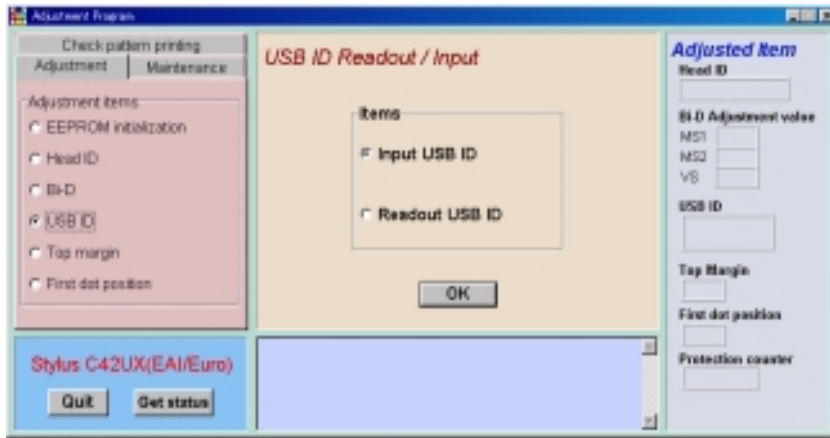 Adjustment Program
Check pattern printing
Adjustment
Maintenance
Adjustment items
EEPROM initialization
Head ID
Bi-D
USB ID
Top margin
First dot position
Stylus C42UX(EAI/Euro)
Quit
Get status
USB ID Readout / Input
Items
Input USB ID
Readout USB ID
OK
Adjusted Item
Head ID
Bi-D Adjustment value
MS1
MS2
VS
USB ID
Top Margin
First dot position
Protection counter